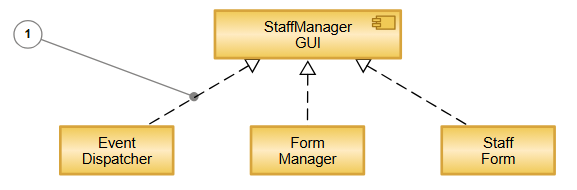 1
StaffManager
GUI
Event
Dispatcher
Form
Manager
Staff
Form